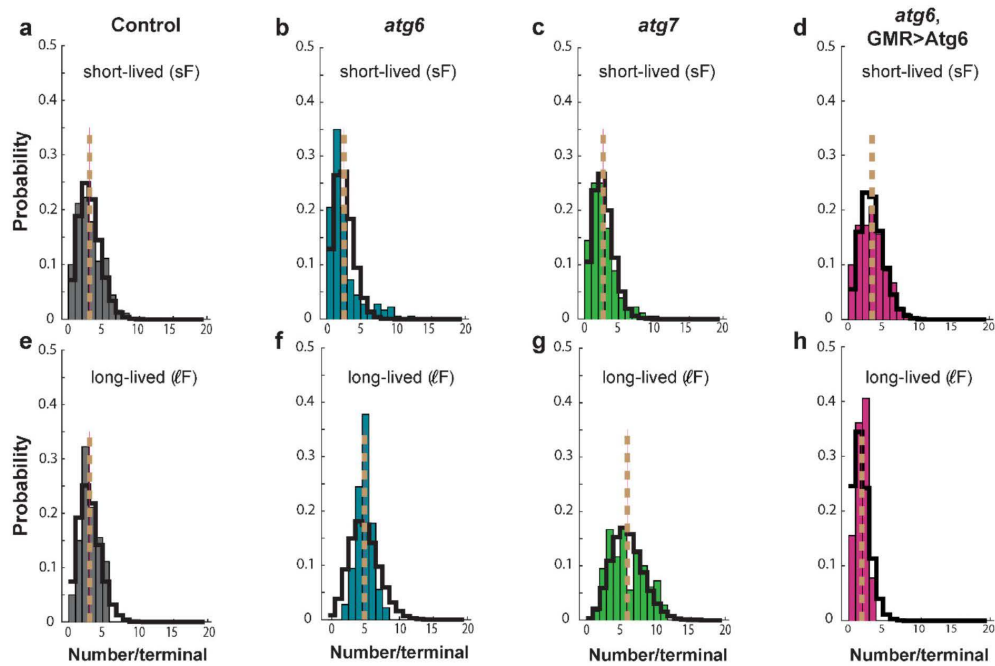 a Control
b atg6
c atg7
d atg6,
GMR>Atg6
short-lived (sF)
short-lived (sF)
short-lived (sF)
short-lived (sF)
Probability
0.5
0.4
0.3
0.2
0.1
0
0 5 10 15 20
0.5
0.4
0.3
0.2
0.1
0
0 5 10 15 20
0.5
0.4
0.3
0.2
0.1
0
0 5 10 15 20
0.5
0.4
0.3
0.2
0.1
0
0 5 10 15 20
e
f
g
h
long-lived (ℓF)
long-lived (ℓF)
long-lived (ℓF)
long-lived (ℓF)
Probability
0.5
0.4
0.3
0.2
0.1
0
0 5 10 15 20
Number/terminal
0.5
0.4
0.3
0.2
0.1
0
0 5 10 15 20
Number/terminal
0.5
0.4
0.3
0.2
0.1
0
0 5 10 15 20
Number/terminal
0.5
0.4
0.3
0.2
0.1
0
0 5 10 15 20
Number/terminal